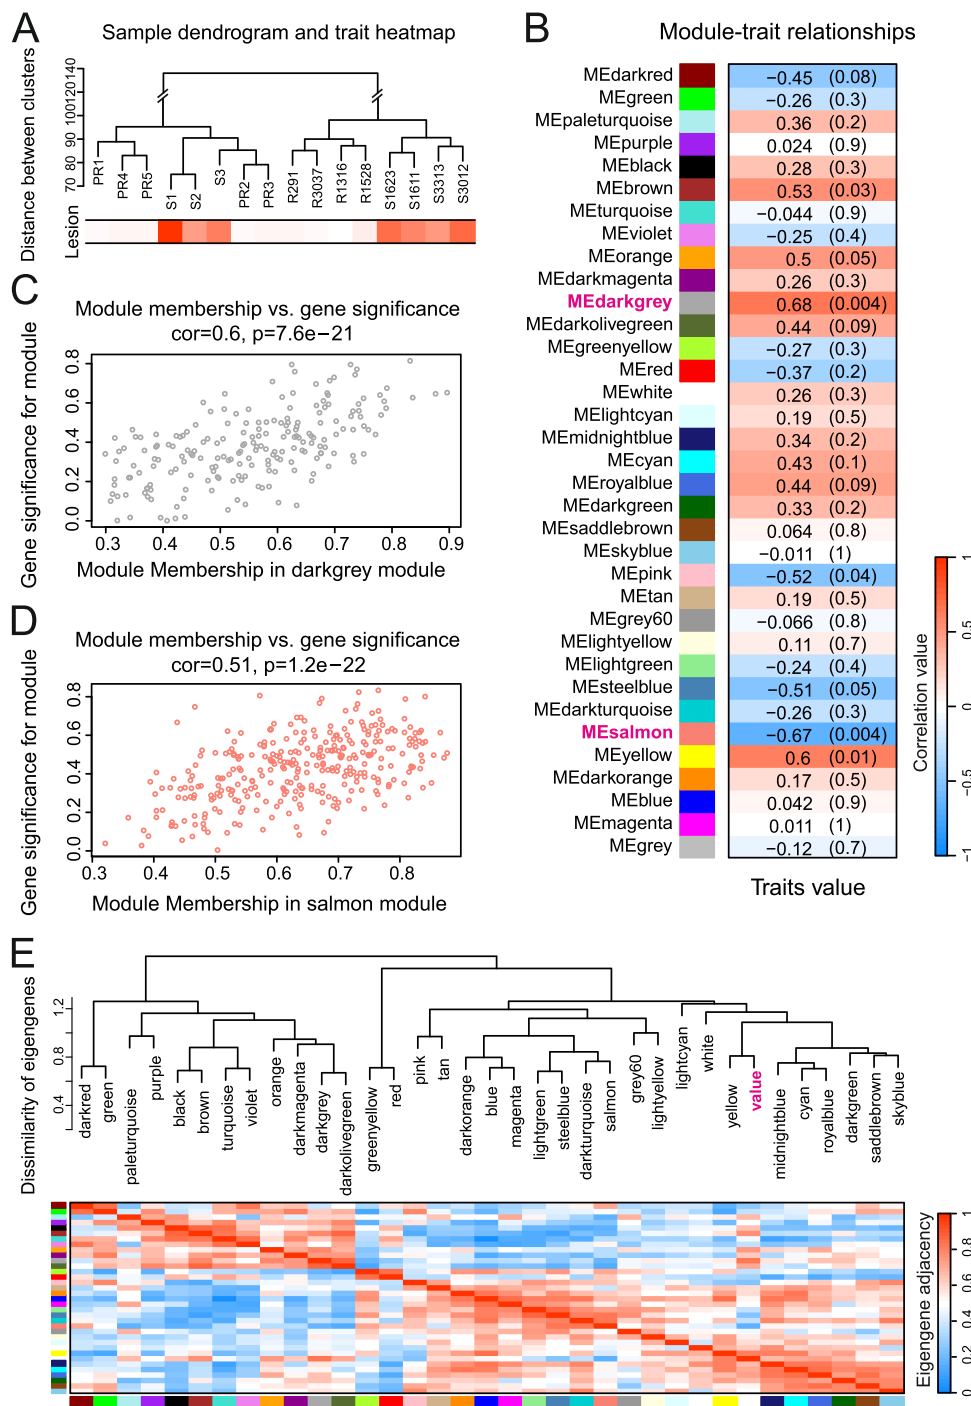 A
Sample dendrogram and trait heatmap
Distance between clusters
70 80 90 100 120 140
PR1
PR4
PR5
S1
S2
S3
PR2
PR3
R291
R3037
R1316
R1528
S1623
S1611
S3313
S3012
Lesion
B
Module-trait relationships
MEdarkred −0.45 (0.08)
MEgreen −0.26 (0.3)
MEpaleturquoise 0.36 (0.2)
MEpurple 0.024 (0.9)
MEblack 0.28 (0.3)
MEbrown 0.53 (0.03)
MEturquoise −0.044 (0.9)
MEviolet −0.25 (0.4)
MEorange 0.5 (0.05)
MEdarkmagenta 0.26 (0.3)
MEdarkgrey 0.68 (0.004)
MEdarkolivegreen 0.44 (0.09)
MEgreenyellow −0.27 (0.3)
MEred −0.37 (0.2)
MEwhite 0.26 (0.3)
MElightcyan 0.19 (0.5)
MEmidnightblue 0.34 (0.2)
MEcyan 0.43 (0.1)
MEroyalblue 0.44 (0.09)
MEdarkgreen 0.33 (0.2)
MEsaddlebrown 0.064 (0.8)
MEskyblue −0.011 (1)
MEpink −0.52 (0.04)
MEtan 0.19 (0.5)
MEgrey60 −0.066 (0.8)
MElightyellow 0.11 (0.7)
MElightgreen −0.24 (0.4)
MEsteelblue −0.51 (0.05)
MEdarkturquoise −0.26 (0.3)
MEsalmon −0.67 (0.004)
MEyellow 0.6 (0.01)
MEdarkorange 0.17 (0.5)
MEblue 0.042 (0.9)
MEmagenta 0.011 (1)
MEgrey −0.12 (0.7)
Traits value
Correlation value
−1 −0.5 0 0.5 1
C
Module membership vs. gene significance
cor=0.6, p=7.6e−21
Gene significance for module
0.0 0.2 0.4 0.6 0.8
0.3 0.4 0.5 0.6 0.7 0.8 0.9
Module Membership in darkgrey module
D
Module membership vs. gene significance
cor=0.51, p=1.2e−22
Gene significance for module
0.0 0.2 0.4 0.6 0.8
0.3 0.4 0.5 0.6 0.7 0.8
Module Membership in salmon module
E
Dissimilarity of eigengenes
0.4 0.8 1.2
darkred
green
paleturquoise
purple
black
brown
turquoise
violet
orange
darkmagenta
darkgrey
darkolivegreen
greenyellow
red
pink
tan
darkorange
blue
magenta
lightgreen
steelblue
darkturquoise
salmon
grey60
lightyellow
lightcyan
white
yellow
value
midnightblue
cyan
royalblue
darkgreen
saddlebrown
skyblue
Eigengene adjacency
0 0.2 0.4 0.6 0.8 1